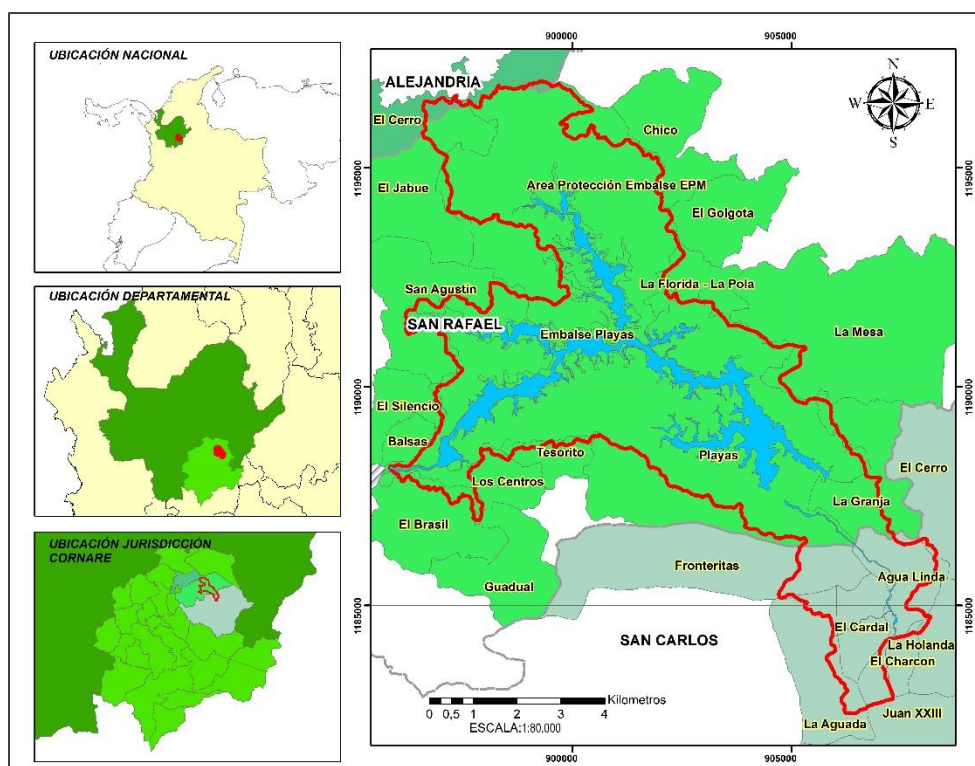 UBICACIÓN NACIONAL
UBICACIÓN DEPARTAMENTAL
UBICACIÓN JURISDICCIÓN
CORNARE
900000
905000
1195000
1190000
1185000
N
W
E
S
ALEJANDRIA
El Cerro
Chico
El Jabue
Area Protección Embalse EPM
El Golgota
San Agustín
La Florida - La Pola
SAN RAFAEL
Embalse Playas
La Mesa
El Silencio
Balsas
Tesorito
Playas
El Cerro
Los Centros
La Granja
El Brasil
Fronteritas
Agua Linda
Guadual
El Cardal
SAN CARLOS
La Holanda
El Charcon
Juan XXIII
La Aguada
Kilometros
0 0,5 1 2 3 4
ESCALA:1:80.000
900000
905000